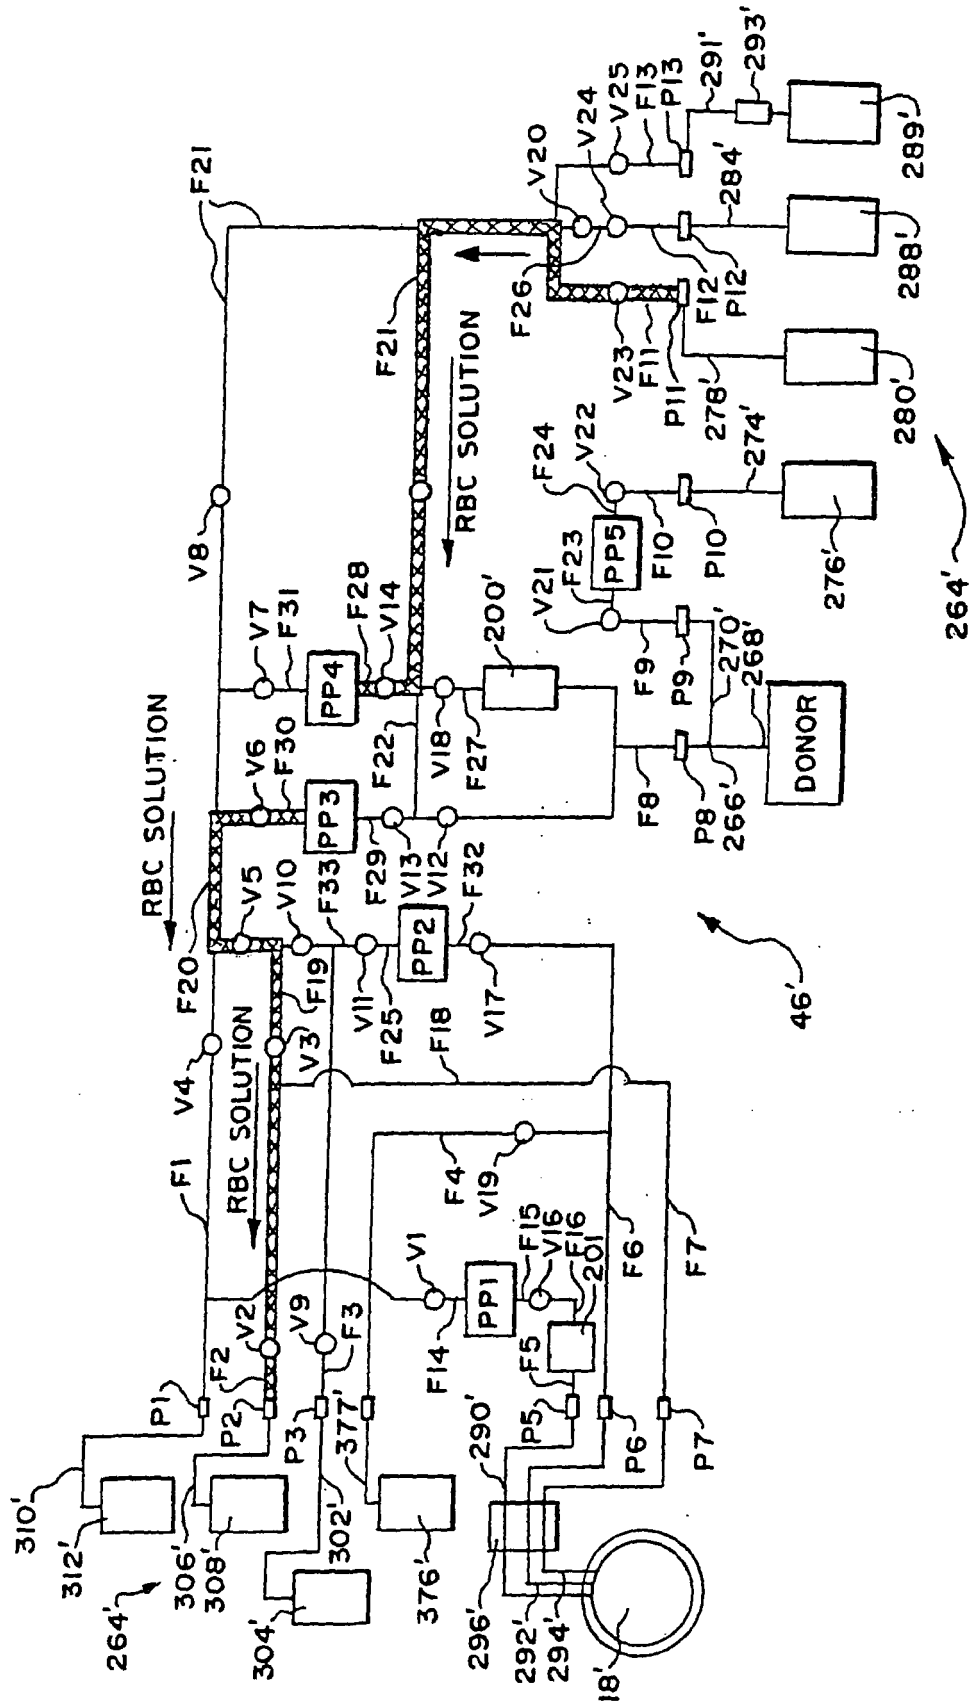 RBC SOLUTION
RBC SOLUTION
RBC SOLUTION
F21
F21
V8
V7
F31
PP4
F28
V14
F22
V18
F27
200'
V6
F30
PP3
F29
V13
V12
F20
V5
V10
F33
F19
V11
F25
PP2
F32
V17
V4
F1
V3
F18
V20
V24
V25
F13
P13
291'
293'
289'
F26
F12
P12
284'
288'
V23
F11
P11
278'
280'
F24
V22
F10
P10
274'
276'
PP5
F23
V21
F9
P9
270'
268'
F8
P8
266'
DONOR
264'
46'
F4
V19
V1
F14
PP1
F15
V16
F16
201
F5
F6
F7
V2
F2
V9
F3
P1
P2
P3
377'
P5
P6
P7
290'
310'
312'
306'
308'
264'
302'
304'
376'
296'
292'
294'
18'